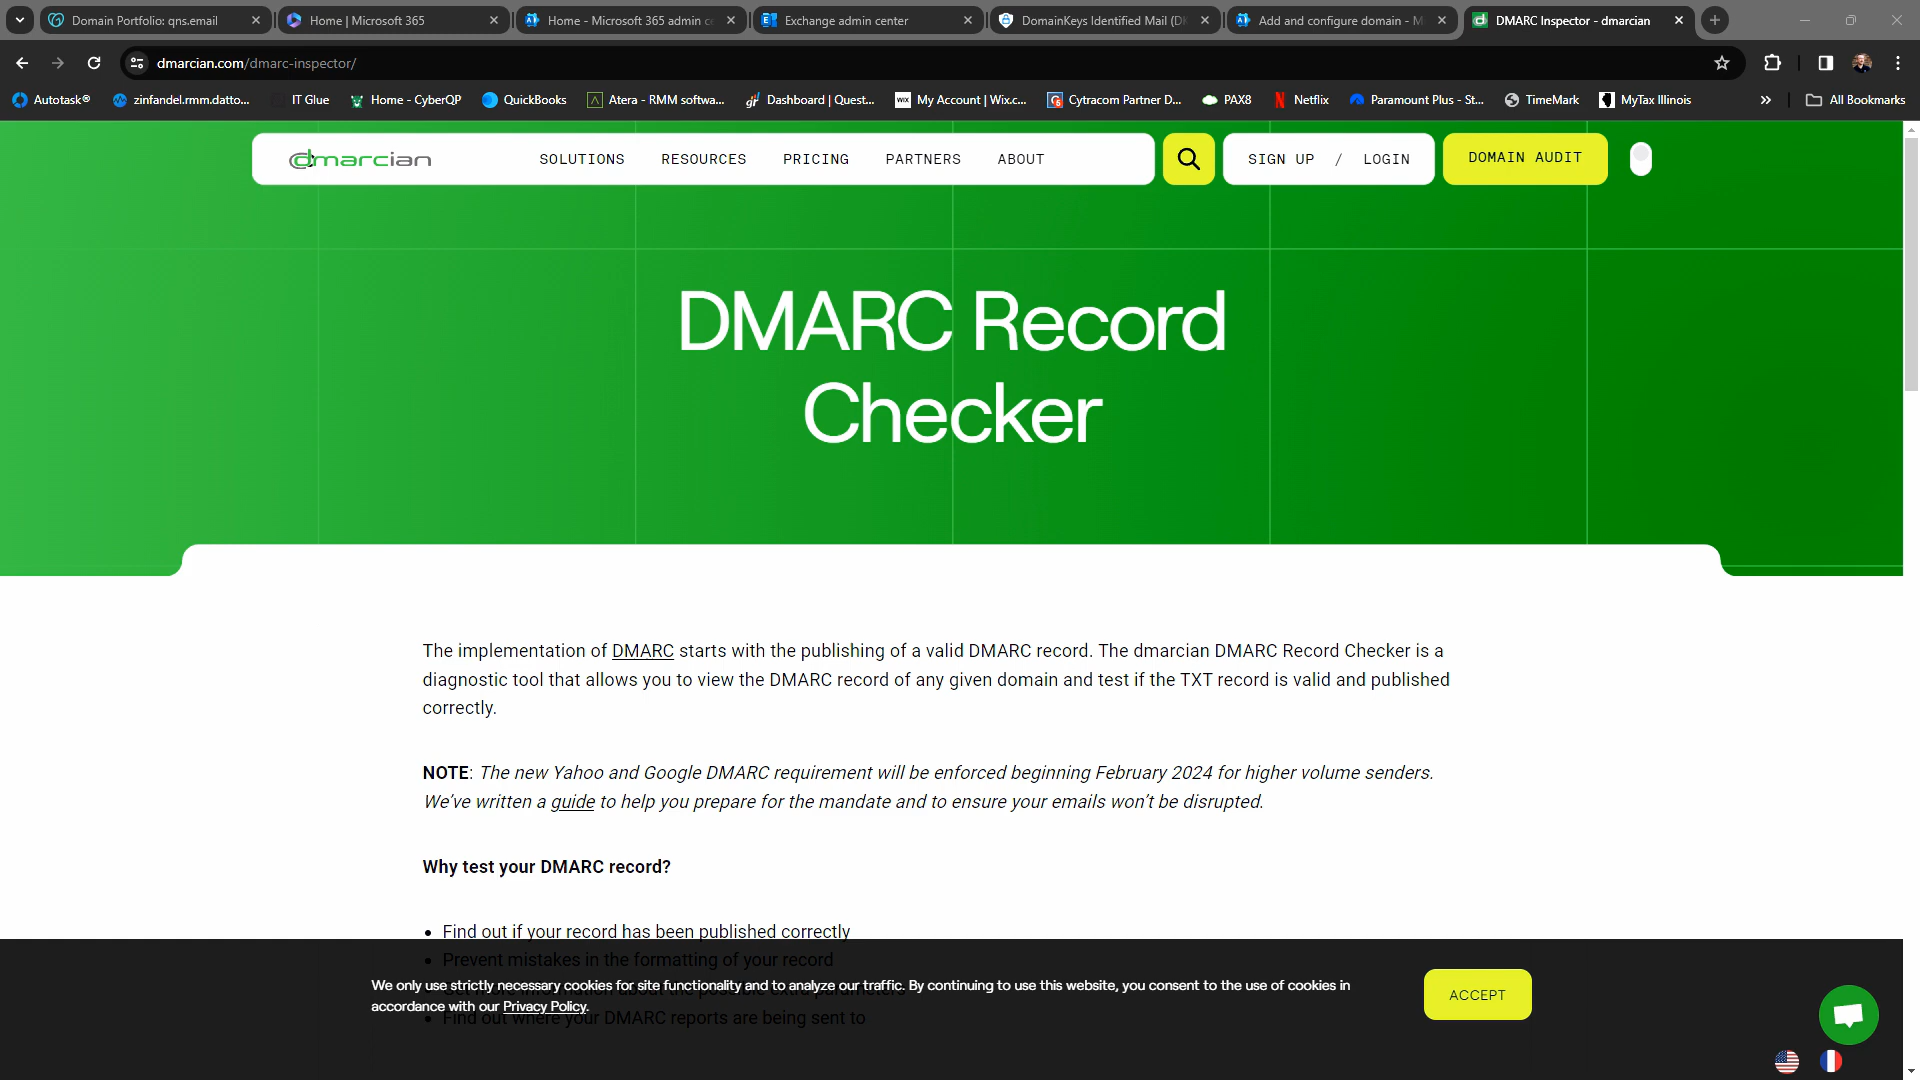 Domain Portfolio: qns.email
Home | Microsoft 365
Home - Microsoft 365 admin c
Exchange admin center
DomainKeys Identified Mail (D
Add and configure domain - M
DMARC Inspector - dmarcian
dmarcian.com/dmarc-inspector/
Autotask®
zinfandel.rmm.datto...
IT Glue
Home - CyberQP
QuickBooks
Atera - RMM softwa...
Dashboard | Quest...
WIX
My Account | Wix.c...
Cytracom Partner D...
PAX8
Netflix
Paramount Plus - St...
TimeMark
MyTax Illinois
All Bookmarks
dmarcian
SOLUTIONS
RESOURCES
PRICING
PARTNERS
ABOUT
SIGN UP / LOGIN
DOMAIN AUDIT
DMARC Record
Checker
The implementation of DMARC starts with the publishing of a valid DMARC record. The dmarcian DMARC Record Checker is a
diagnostic tool that allows you to view the DMARC record of any given domain and test if the TXT record is valid and published
correctly.
NOTE: The new Yahoo and Google DMARC requirement will be enforced beginning February 2024 for higher volume senders.
We've written a guide to help you prepare for the mandate and to ensure your emails won't be disrupted.
Why test your DMARC record?
• Find out if your record has been published correctly
• Prevent mistakes in the formatting of your record
We only use strictly necessary cookies for site functionality and to analyze our traffic. By continuing to use this website, you consent to the use of cookies in
accordance with our Privacy Policy.
ACCEPT
• Find out where your DMARC reports are being sent to